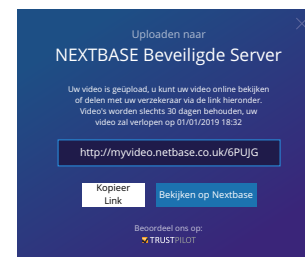 Uploaden naar
NEXTBASE Beveiligde Server
Uw video is geüpload, u kunt uw video online bekijken
of delen met uw verzekeraar via de link hieronder.
Video's worden slechts 30 dagen behouden, uw
video zal verlopen op 01/01/2019 18:32
http://myvideo.netbase.co.uk/6PUJG
Kopieer
Link
Bekijken op Nextbase
Beoordeel ons op:
TRUSTPILOT